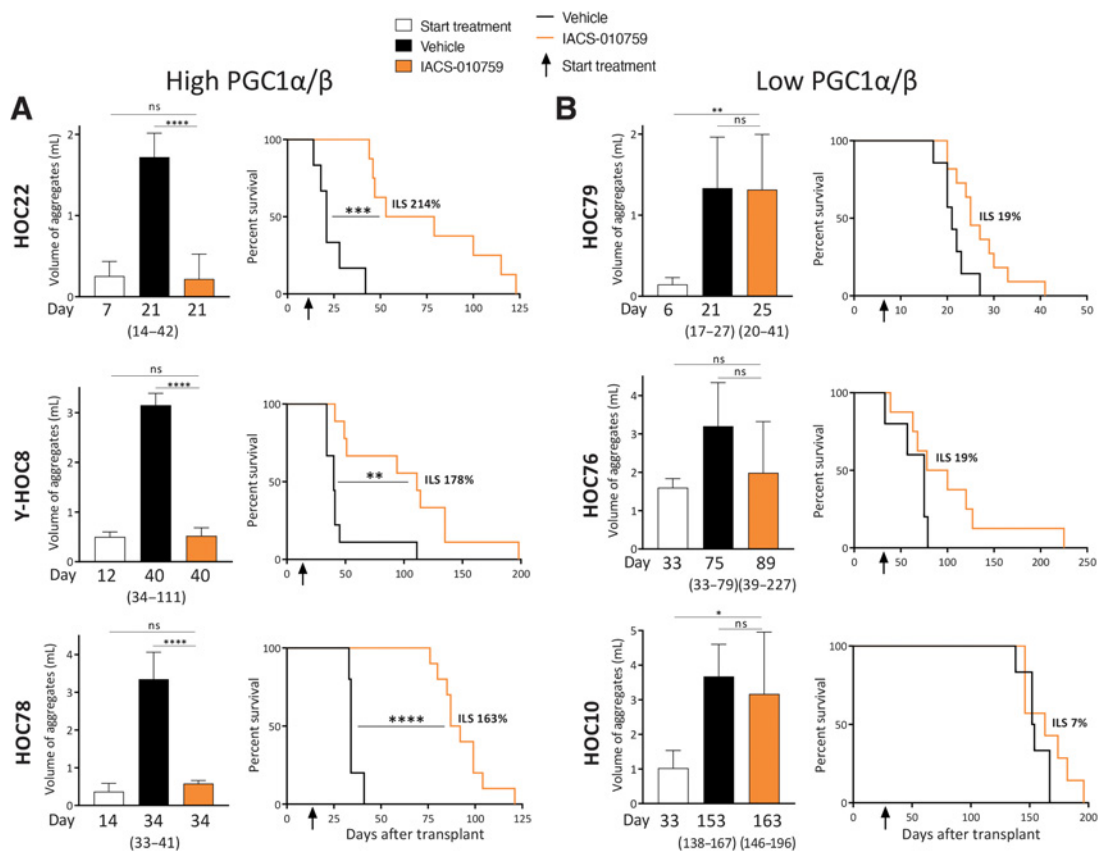 Start treatment
Vehicle
IACS-010759
Vehicle
IACS-010759
Start treatment
High PGC1α/β
Low PGC1α/β
A
HOC22
Volume of aggregates (mL)
2
1
0
ns
****
Day 7 21 21
(14–42)
Percent survival
100
50
0
0 25 50 75 100 125
***
ILS 214%
B
HOC79
Volume of aggregates (mL)
2
1
0
**
ns
Day 6 21 25
(17–27) (20–41)
Percent survival
100
50
0
0 10 20 30 40 50
ILS 19%
Y-HOC8
Volume of aggregates (mL)
3
2
1
0
ns
****
Day 12 40 40
(34–111)
Percent survival
100
50
0
0 50 100 150 200
**
ILS 178%
HOC76
Volume of aggregates (mL)
4
3
2
1
0
ns
ns
Day 33 75 89
(33–79)(39–227)
Percent survival
100
50
0
0 50 100 150 200 250
ILS 19%
HOC78
Volume of aggregates (mL)
4
3
2
1
0
ns
****
Day 14 34 34
(33–41)
Percent survival
100
50
0
0 25 50 75 100 125
Days after transplant
****
ILS 163%
HOC10
Volume of aggregates (mL)
5
4
3
2
1
0
*
ns
Day 33 153 163
(138–167) (146–196)
Percent survival
100
50
0
0 50 100 150 200
Days after transplant
ILS 7%